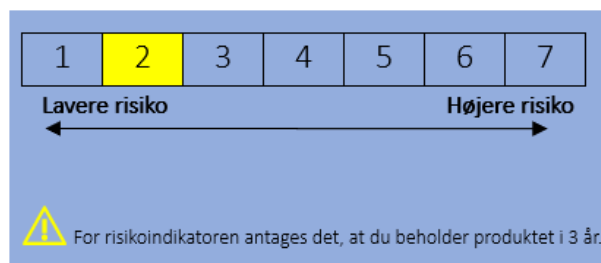 1 2 3 4 5 6 7
Lavere risiko Højere risiko
For risikoindikatoren antages det, at du beholder produktet i 3 år.